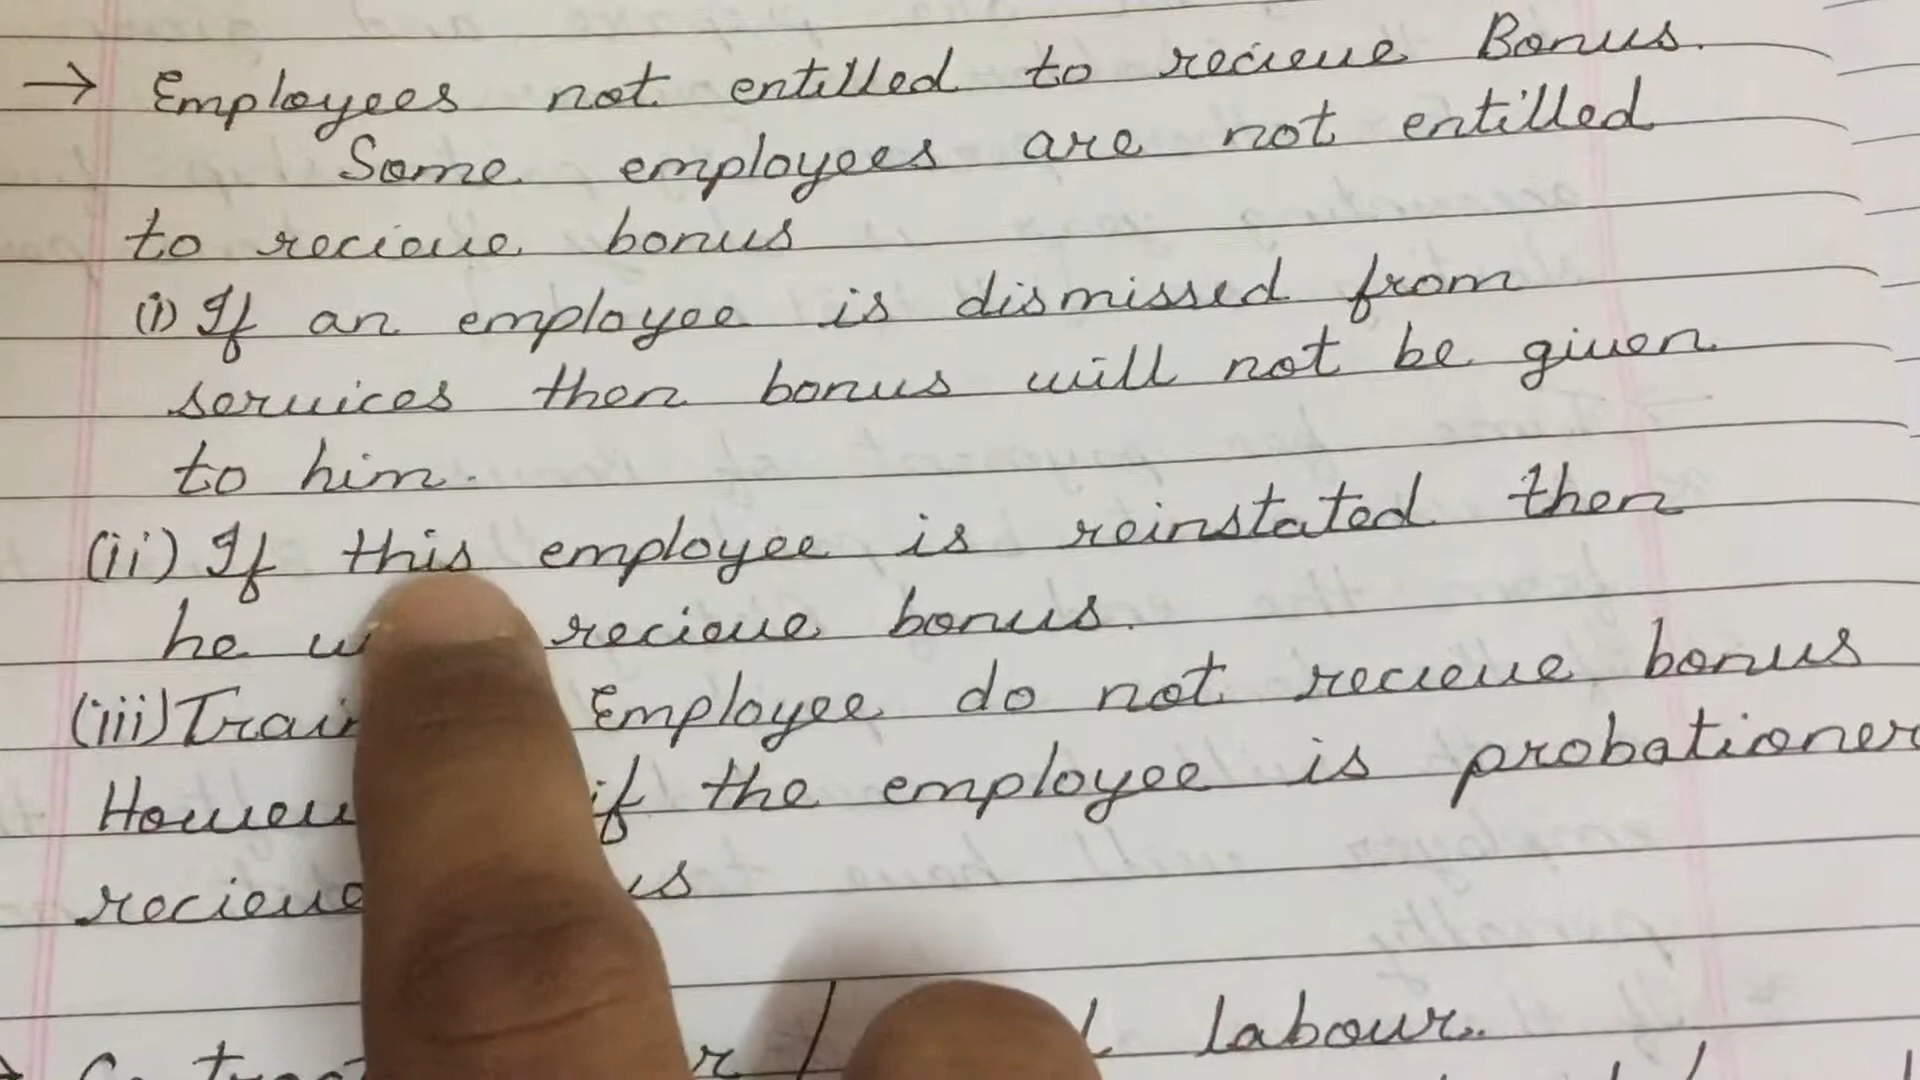 → Employees not entilled to recieve Bonus.
Some employees are not entilled
to recieve bonus
(i) If an employee is dismissed from
services then bonus will not be given
to him.
(ii) If this employee is reinstated then
he recieve bonus.
(iii) Employee do not recieve bonus
if the employee is probationer
recieve
labour.